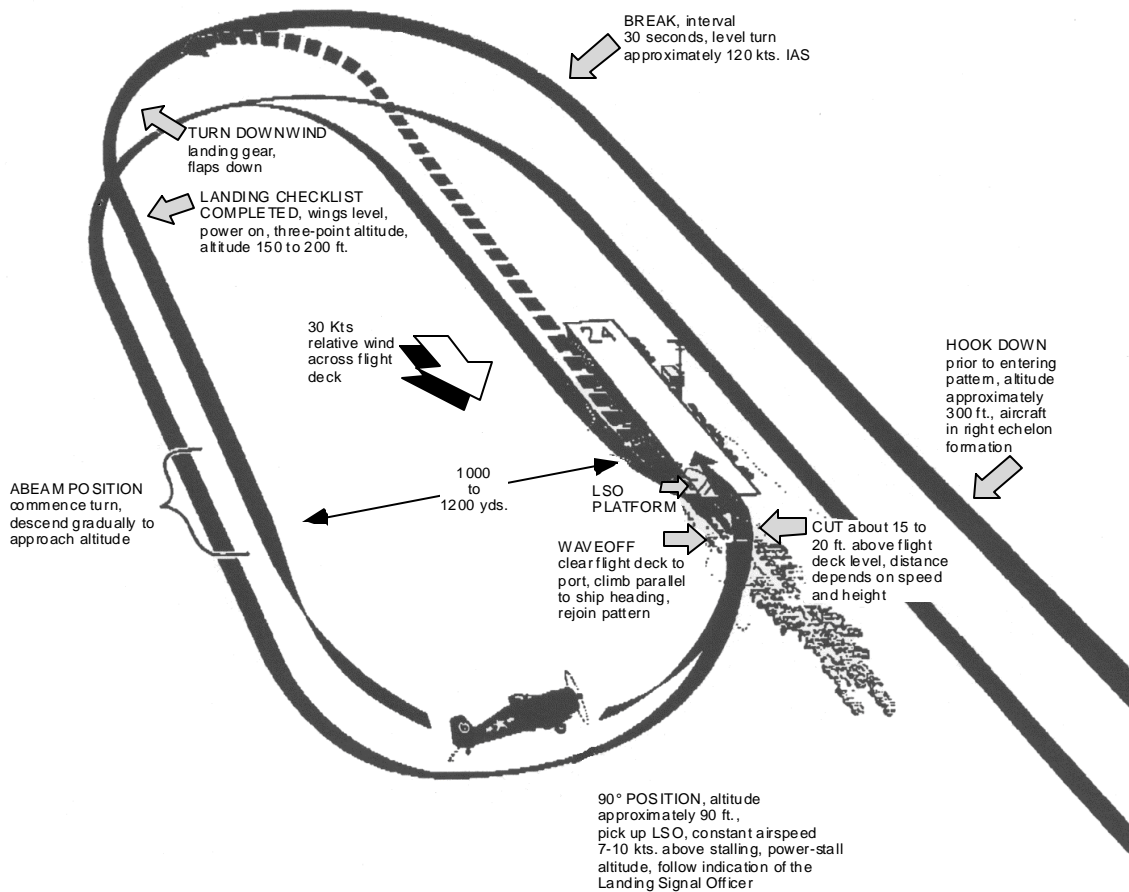 BREAK, interval
30 seconds, level turn
approximately 120 kts. IAS
TURN DOWNWIND
landing gear,
flaps down
LANDING CHECKLIST
COMPLETED, wings level,
power on, three-point altitude,
altitude 150 to 200 ft.
30 Kts
relative wind
across flight
deck
24
HOOK DOWN
prior to entering
pattern, altitude
approximately
300 ft., aircraft
in right echelon
formation
ABEAM POSITION
commence turn,
descend gradually to
approach altitude
1000
to
1200 yds.
LSO
PLATFORM
WAVEOFF
clear flight deck to
port, climb parallel
to ship heading,
rejoin pattern
CUT about 15 to
20 ft. above flight
deck level, distance
depends on speed
and height
90° POSITION, altitude
approximately 90 ft.,
pick up LSO, constant airspeed
7-10 kts. above stalling, power-stall
altitude, follow indication of the
Landing Signal Officer